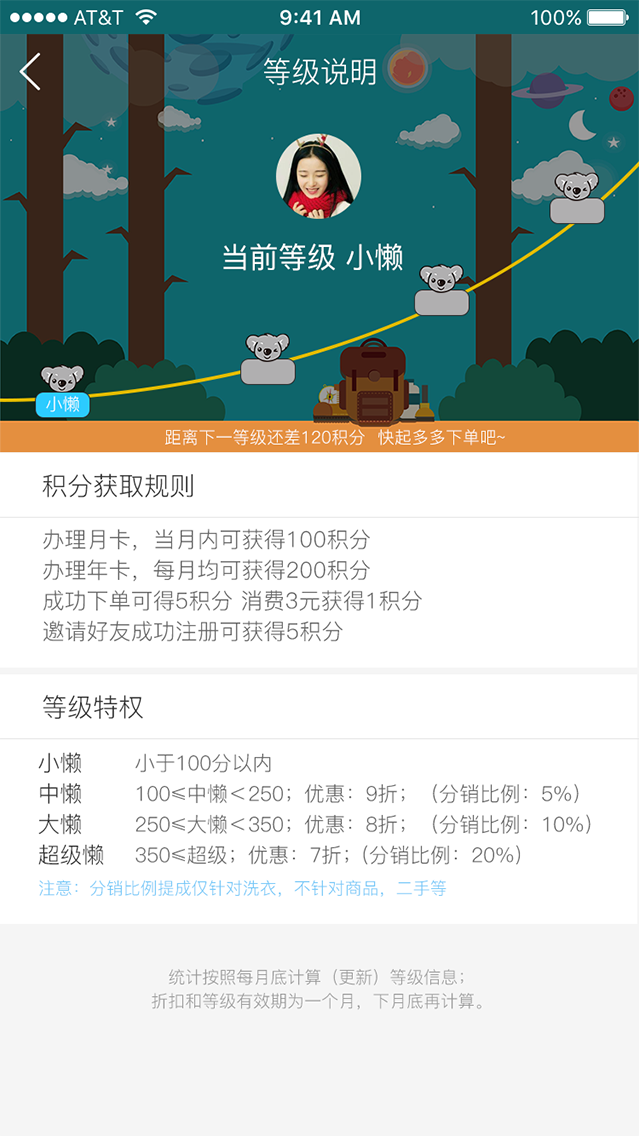 AT&T 9:41 AM 100%
等级说明
当前等级 小懒
小懒
距离下一等级还差120积分 快起多多下单吧~
积分获取规则
办理月卡，当月内可获得100积分
办理年卡，每月均可获得200积分
成功下单可得5积分 消费3元获得1积分
邀请好友成功注册可获得5积分
等级特权
小懒 小于100分以内
中懒 100≤中懒＜250；优惠：9折；（分销比例：5%）
大懒 250≤大懒＜350；优惠：8折；（分销比例：10%）
超级懒 350≤超级；优惠：7折；(分销比例：20%）
注意：分销比例提成仅针对洗衣，不针对商品，二手等
统计按照每月底计算（更新）等级信息；
折扣和等级有效期为一个月，下月底再计算。